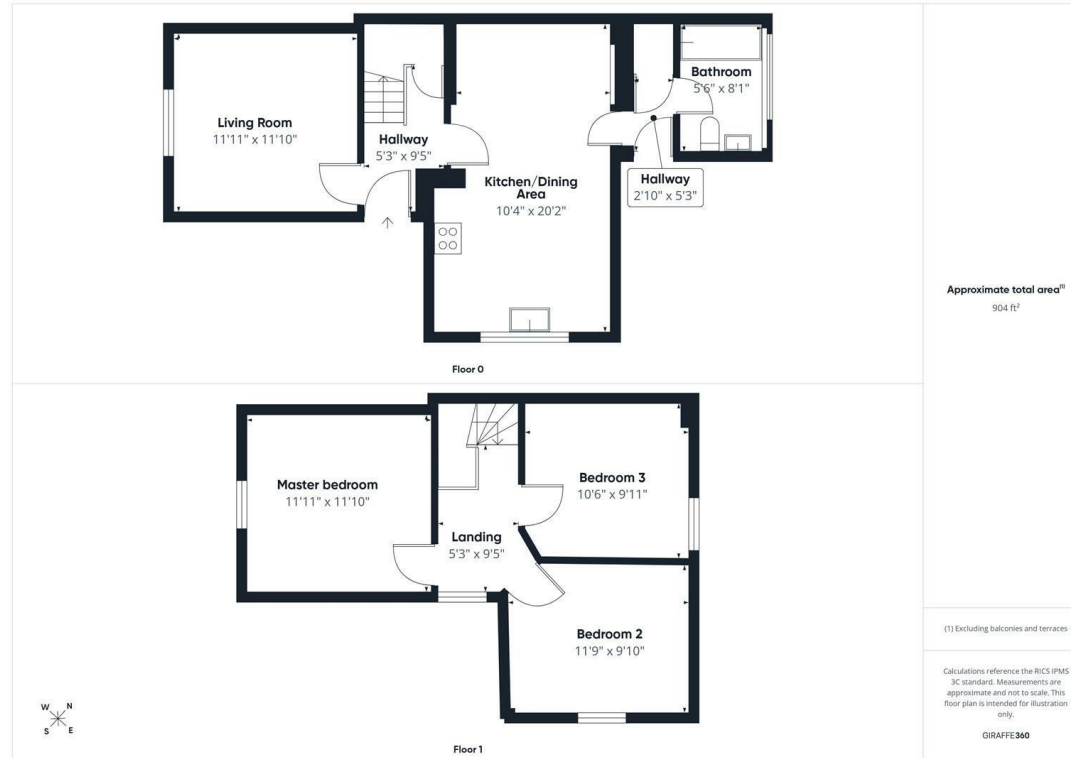 Living Room
11'11" x 11'10"
Hallway
5'3" x 9'5"
Kitchen/Dining
Area
10'4" x 20'2"
Bathroom
5'6" x 8'1"
Hallway
2'10" x 5'3"
Floor 0
Master bedroom
11'11" x 11'10"
Landing
5'3" x 9'5"
Bedroom 3
10'6" x 9'11"
Bedroom 2
11'9" x 9'10"
W N
S E
Floor 1
Approximate total area(1)
904 ft²
(1) Excluding balconies and terraces
Calculations reference the RICS IPMS
3C standard. Measurements are
approximate and not to scale. This
floor plan is intended for illustration
only.
GIRAFFE360